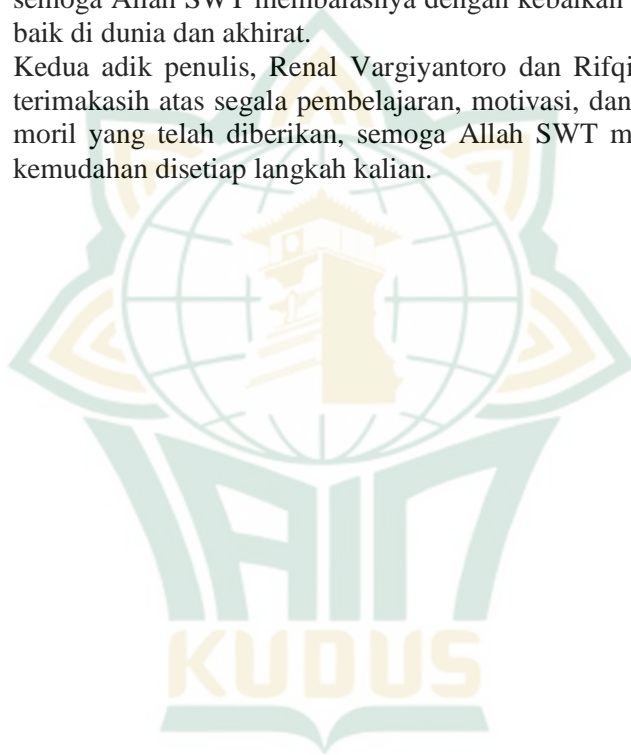 semoga Allah SWT membalasnya dengan kebaikan
baik di dunia dan akhirat.
Kedua adik penulis, Renal Vargiyantoro dan Rifqi
terimakasih atas segala pembelajaran, motivasi, dan
moril yang telah diberikan, semoga Allah SWT m
kemudahan disetiap langkah kalian.
IAIN
KUDUS